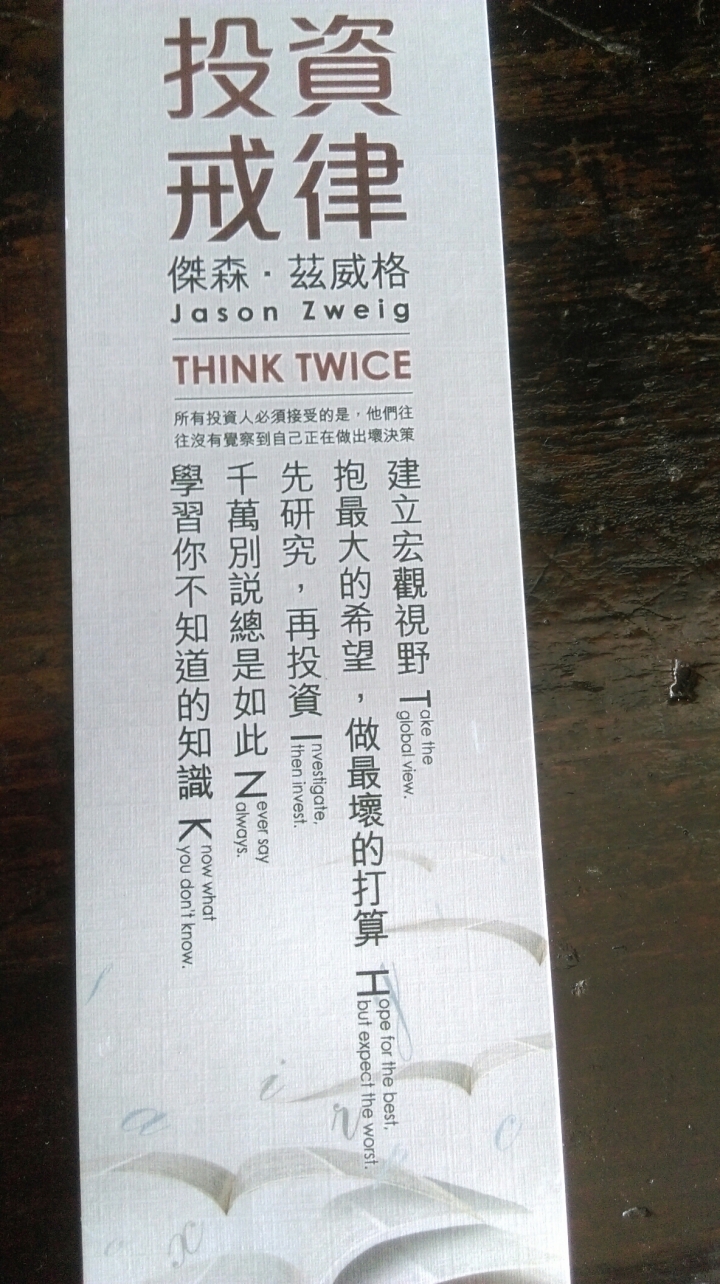 投資
戒律
傑森．茲威格
Jason Zweig
THINK TWICE
所有投資人必須接受的是，他們往
往沒有覺察到自己正在做出壞決策
建立宏觀視野 Take the
global view.
抱最大的希望，做最壞的打算 Hope for the best,
but expect the worst.
先研究，再投資 Investigate,
then invest.
千萬別説總是如此 Never say
always.
學習你不知道的知識 Know what
you don't know.
a
i
r
c
x